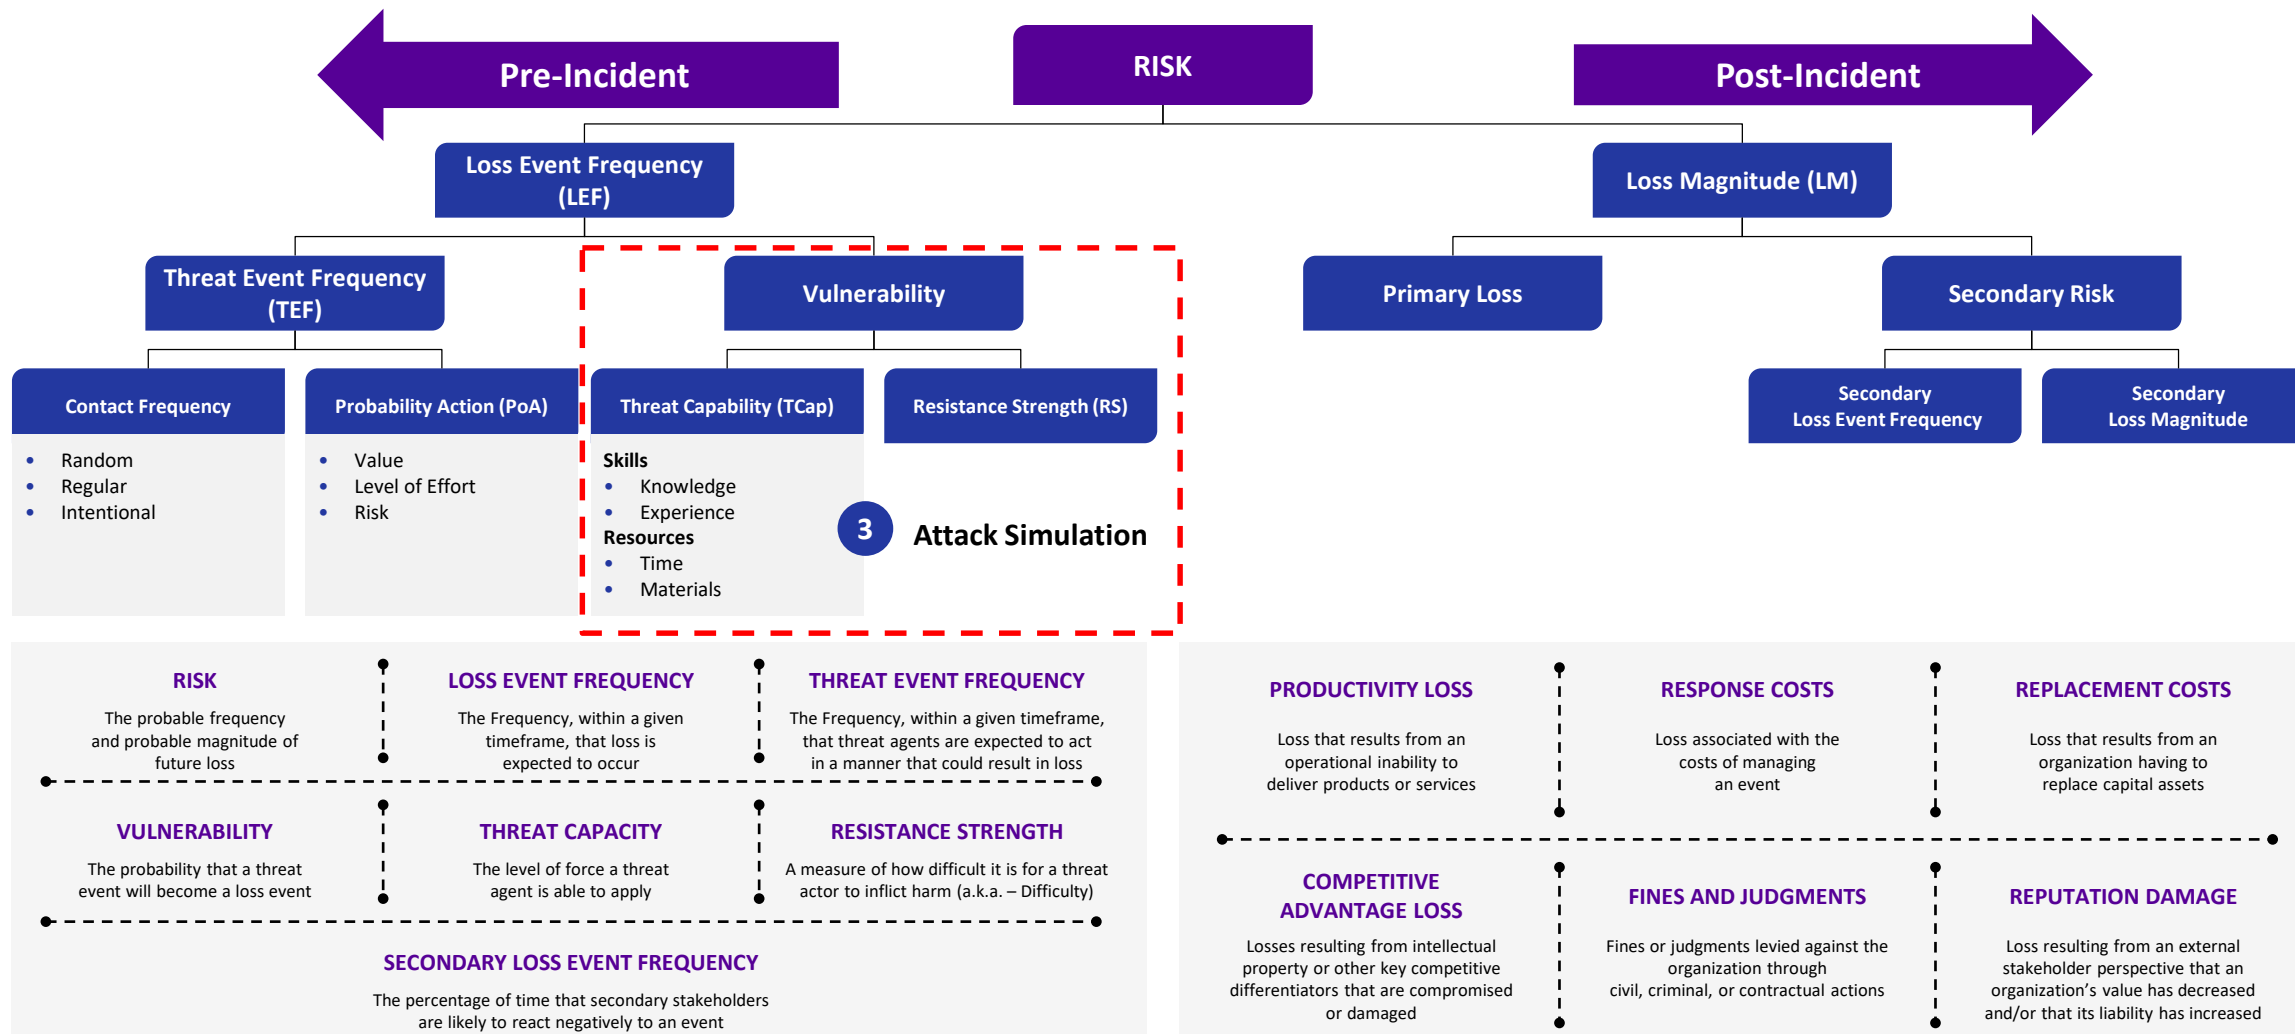 Pre-Incident
RISK
Post-Incident
Loss Event Frequency
(LEF)
Loss Magnitude (LM)
Threat Event Frequency
(TEF)
Vulnerability
Primary Loss
Secondary Risk
Contact Frequency
Probability Action (PoA)
Threat Capability (TCap)
Resistance Strength (RS)
Secondary
Loss Event Frequency
Secondary
Loss Magnitude
• Random
• Regular
• Intentional
• Value
• Level of Effort
• Risk
Skills
• Knowledge
• Experience
Resources
• Time
• Materials
3
Attack Simulation
RISK
The probable frequency
and probable magnitude of
future loss
LOSS EVENT FREQUENCY
The Frequency, within a given
timeframe, that loss is
expected to occur
THREAT EVENT FREQUENCY
The Frequency, within a given timeframe,
that threat agents are expected to act
in a manner that could result in loss
VULNERABILITY
The probability that a threat
event will become a loss event
THREAT CAPACITY
The level of force a threat
agent is able to apply
RESISTANCE STRENGTH
A measure of how difficult it is for a threat
actor to inflict harm (a.k.a. – Difficulty)
SECONDARY LOSS EVENT FREQUENCY
The percentage of time that secondary stakeholders
are likely to react negatively to an event
PRODUCTIVITY LOSS
Loss that results from an
operational inability to
deliver products or services
RESPONSE COSTS
Loss associated with the
costs of managing
an event
REPLACEMENT COSTS
Loss that results from an
organization having to
replace capital assets
COMPETITIVE
ADVANTAGE LOSS
Losses resulting from intellectual
property or other key competitive
differentiators that are compromised
or damaged
FINES AND JUDGMENTS
Fines or judgments levied against the
organization through
civil, criminal, or contractual actions
REPUTATION DAMAGE
Loss resulting from an external
stakeholder perspective that an
organization's value has decreased
and/or that its liability has increased